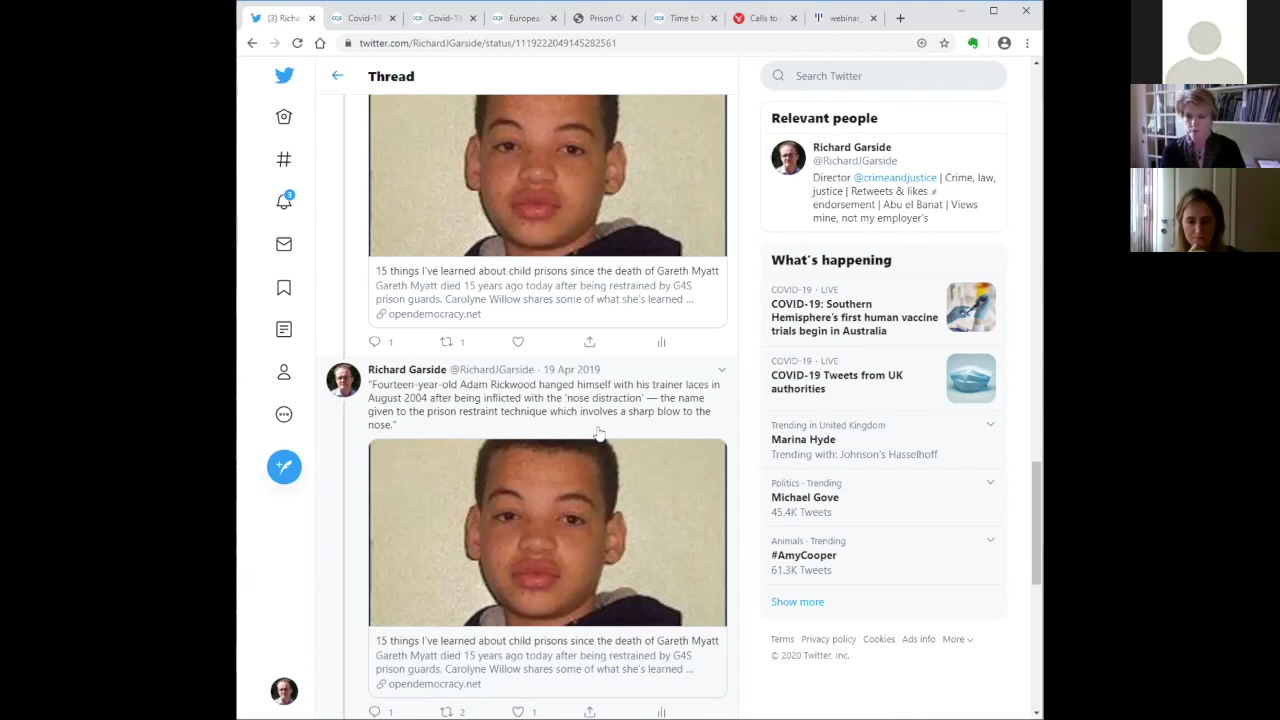 (3) Richa
Covid-19
Covid-19
Europea
Prison O
Time to
Calls to
webinar_
twitter.com/RichardJGarside/status/1119222049145282561
Thread
Search Twitter
15 things I've learned about child prisons since the death of Gareth Myatt
Gareth Myatt died 15 years ago today after being restrained by G4S
prison guards. Carolyne Willow shares some of what she's learned ...
opendemocracy.net
1
1
Richard Garside @RichardJGarside · 19 Apr 2019
"Fourteen-year-old Adam Rickwood hanged himself with his trainer laces in
August 2004 after being inflicted with the 'nose distraction' — the name
given to the prison restraint technique which involves a sharp blow to the
nose."
15 things I've learned about child prisons since the death of Gareth Myatt
Gareth Myatt died 15 years ago today after being restrained by G4S
prison guards. Carolyne Willow shares some of what she's learned ...
opendemocracy.net
1
2
1
3
Relevant people
Richard Garside
@RichardJGarside
Director @crimeandjustice | Crime, law,
justice | Retweets & likes ≠
endorsement | Abu el Banat | Views
mine, not my employer's
What's happening
COVID-19 · LIVE
COVID-19: Southern
Hemisphere's first human vaccine
trials begin in Australia
COVID-19 · LIVE
COVID-19 Tweets from UK
authorities
Trending in United Kingdom
Marina Hyde
Trending with: Johnson's Hasselhoff
Politics · Trending
Michael Gove
45.4K Tweets
Animals · Trending
#AmyCooper
61.3K Tweets
Show more
Terms Privacy policy Cookies Ads info More
© 2020 Twitter, Inc.